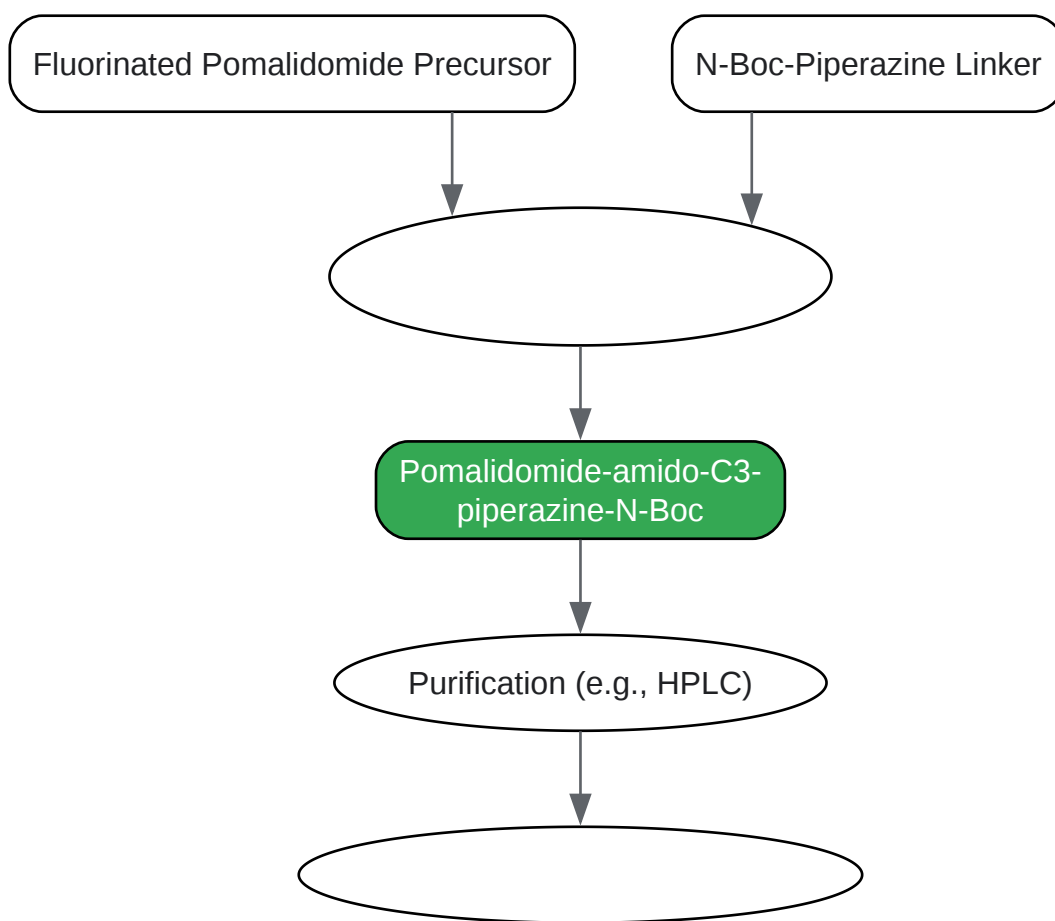 Fluorinated Pomalidomide Precursor
N-Boc-Piperazine Linker
Pomalidomide-amido-C3-
piperazine-N-Boc
Purification (e.g., HPLC)